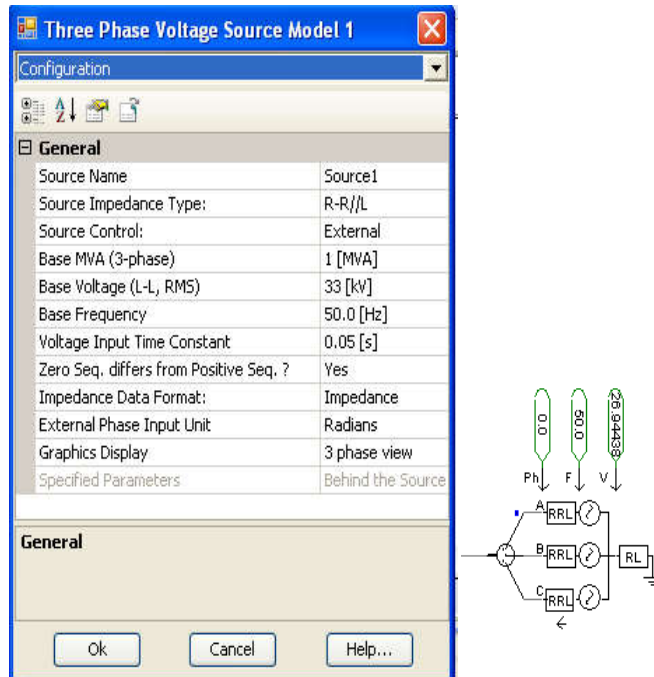 Three Phase Voltage Source Model 1
Configuration
General
Source Name Source1
Source Impedance Type: R-R//L
Source Control: External
Base MVA (3-phase) 1 [MVA]
Base Voltage (L-L, RMS) 33 [kV]
Base Frequency 50.0 [Hz]
Voltage Input Time Constant 0.05 [s]
Zero Seq. differs from Positive Seq. ? Yes
Impedance Data Format: Impedance
External Phase Input Unit Radians
Graphics Display 3 phase view
Specified Parameters Behind the Source
General
Ok Cancel Help...
0.0 50.0 26.94438
Ph F V
A RRL
B RRL RL
C RRL